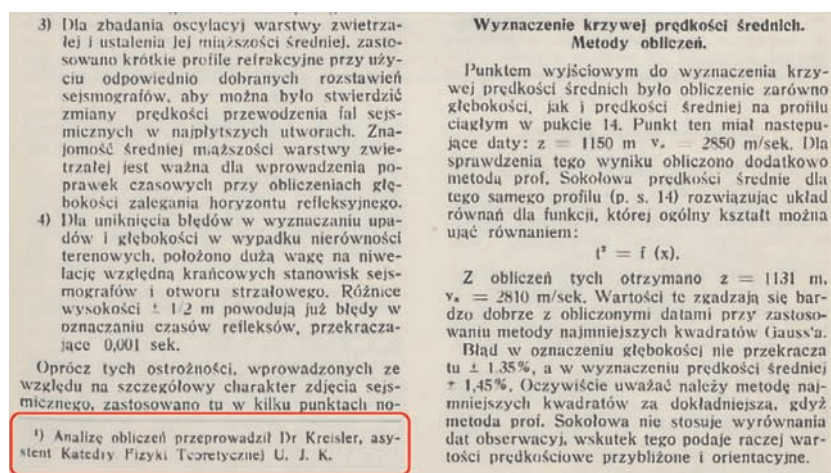 3) Dla zbadania oscylacyj warstwy zwietrza-
łej i ustalenia jej miąższości średniej, zasto-
sowano krótkie profile refrakcyjne przy uży-
ciu odpowiednio dobranych rozstawień
sejsmografów, aby można było stwierdzić
zmiany prędkości przewodzenia fal sejs-
micznych w najpłytszych utworach. Zna-
jomość średniej miąższości warstwy zwie-
trzałej jest ważna dla wprowadzenia po-
prawek czasowych przy obliczeniach głę-
bokości zalegania horyzontu refleksyjnego.
4) Dla uniknięcia błędów w wyznaczaniu upa-
dów i głębokości w wypadku nierówności
terenowych, położono dużą wagę na niwe-
lację względną krańcowych stanowisk sejs-
mografów i otworu strzałowego. Różnice
wysokości ± 1/2 m powodują już błędy w
oznaczaniu czasów refleksów, przekracza-
jące 0,001 sek.
Oprócz tych ostrożności, wprowadzonych ze
względu na szczegółowy charakter zdjęcia sejs-
micznego, zastosowano tu w kilku punktach no-
¹) Analizę obliczeń przeprowadził Dr Kreisler, asy-
stent Katedry Fizyki Teoretycznej U. J. K.
Wyznaczenie krzywej prędkości średnich.
Metody obliczeń.
Punktem wyjściowym do wyznaczenia krzy-
wej prędkości średnich było obliczenie zarówno
głębokości, jak i prędkości średniej na profilu
ciągłym w pukcie 14. Punkt ten miał następu-
jące daty: z = 1150 m vₛ = 2850 m/sek. Dla
sprawdzenia tego wyniku obliczono dodatkowo
metodą prof. Sokołowa prędkości średnie dla
tego samego profilu (p. s. 14) rozwiązując układ
równań dla funkcji, której ogólny kształt można
ująć równaniem:
t² = f (x).
Z obliczeń tych otrzymano z = 1131 m.
vₛ = 2810 m/sek. Wartości te zgadzają się bar-
dzo dobrze z obliczonymi datami przy zastoso-
waniu metody najmniejszych kwadratów Gauss'a.
Błąd w oznaczeniu głębokości nie przekracza
tu ± 1.35%, a w wyznaczeniu prędkości średniej
± 1,45%. Oczywiście uważać należy metodę naj-
mniejszych kwadratów za dokładniejszą, gdyż
metoda prof. Sokołowa nie stosuje wyrównania
dat obserwacyj, wskutek tego podaje raczej war-
tości prędkościowe przybliżone i orientacyjne.